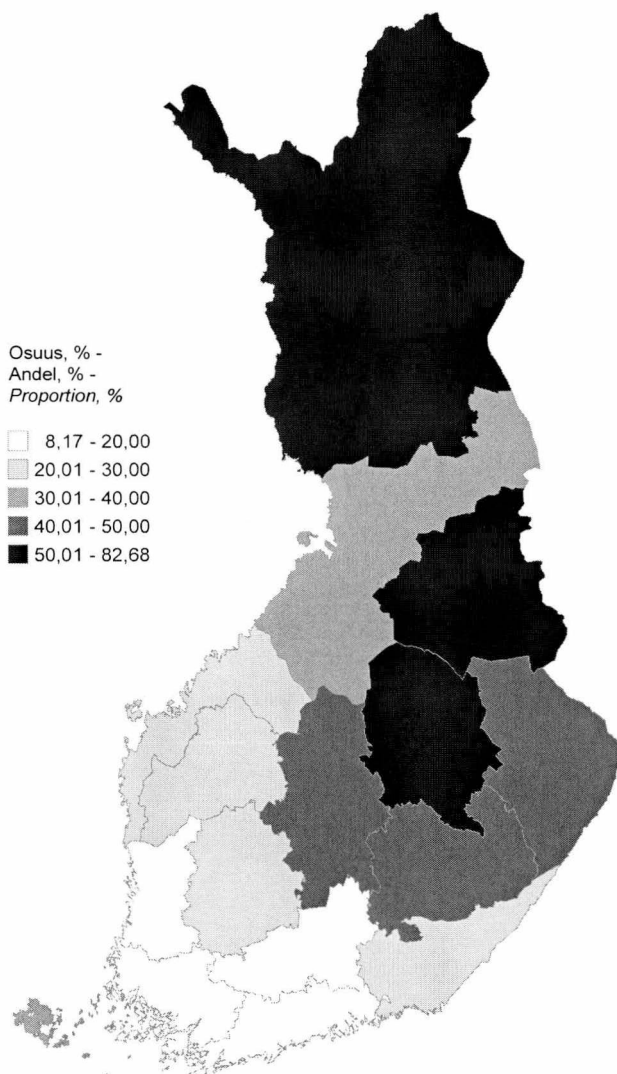 Osuus, % -
Andel, % -
Proportion, %
8,17 - 20,00
20,01 - 30,00
30,01 - 40,00
40,01 - 50,00
50,01 - 82,68